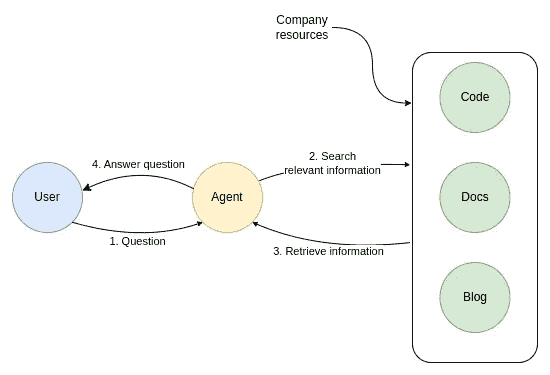 Company
resources
Code
4. Answer question
2. Search
relevant information
User
Agent
Docs
1. Question
3. Retrieve information
Blog